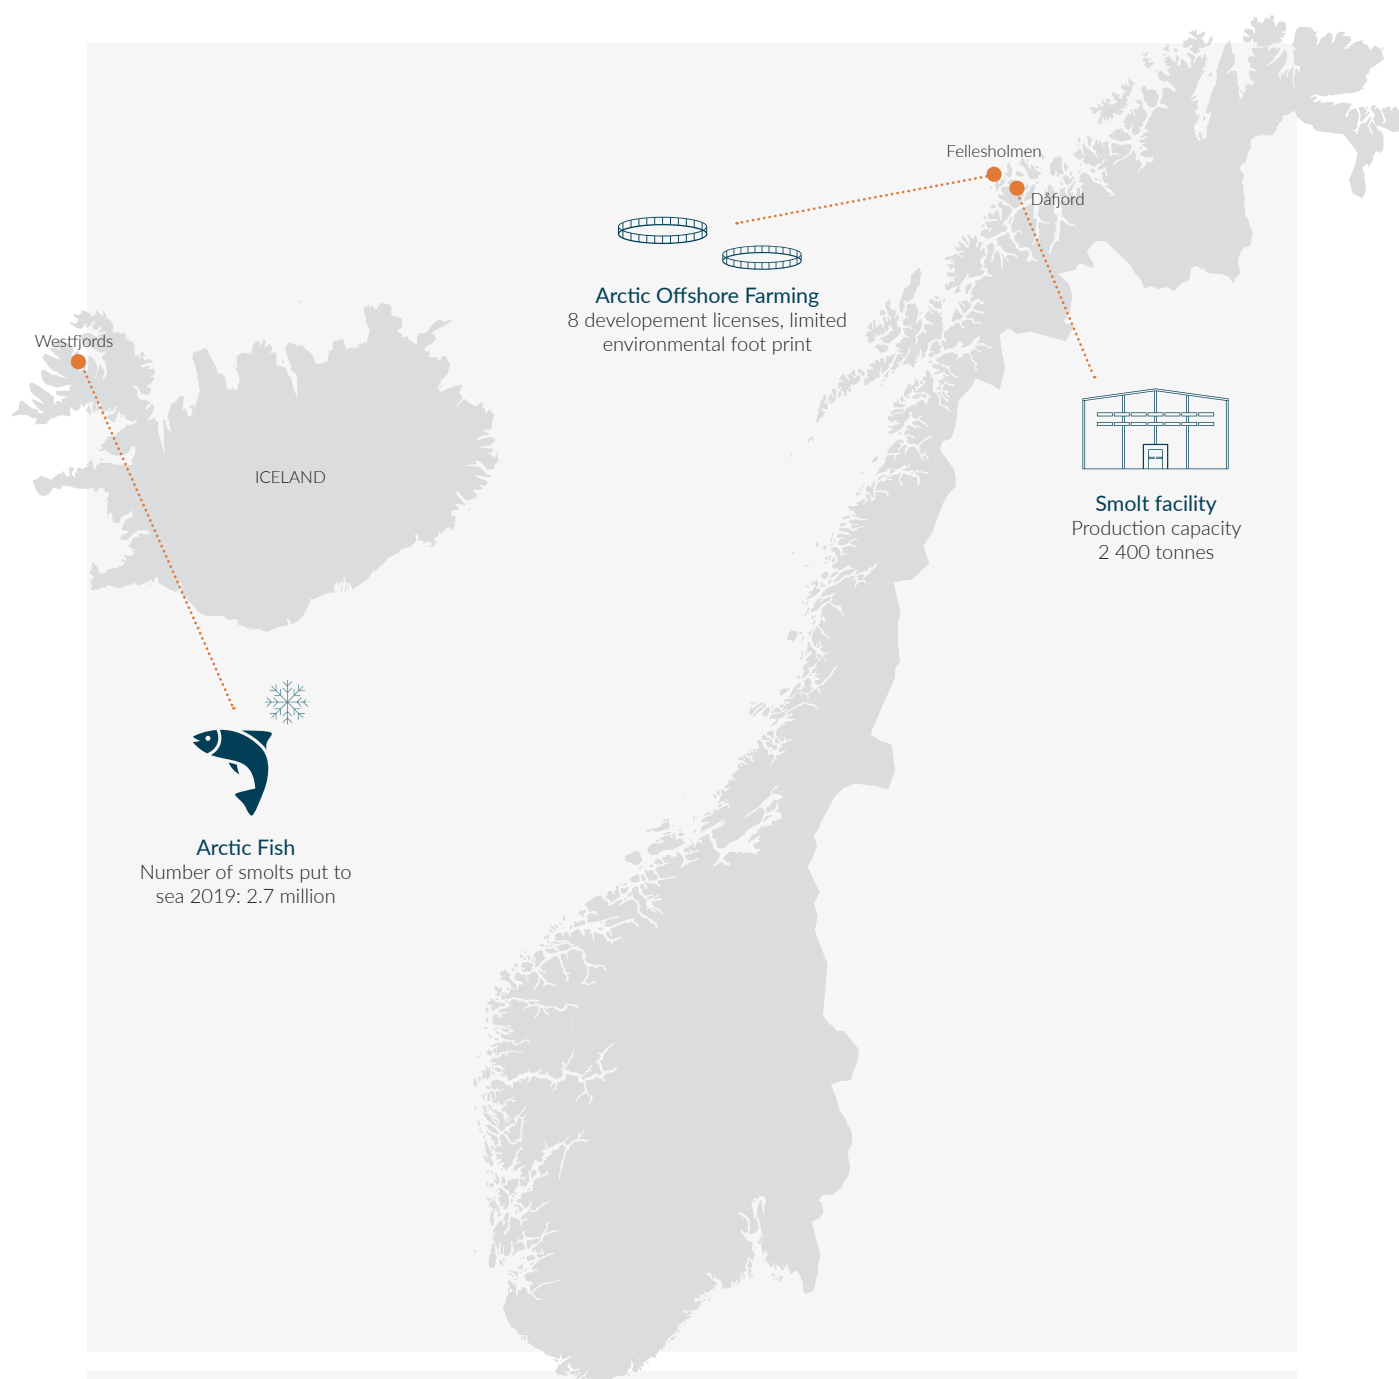 Fellesholmen
Dåfjord
Arctic Offshore Farming
8 developement licenses, limited
environmental foot print
Westfjords
ICELAND
Smolt facility
Production capacity
2 400 tonnes
Arctic Fish
Number of smolts put to
sea 2019: 2.7 million